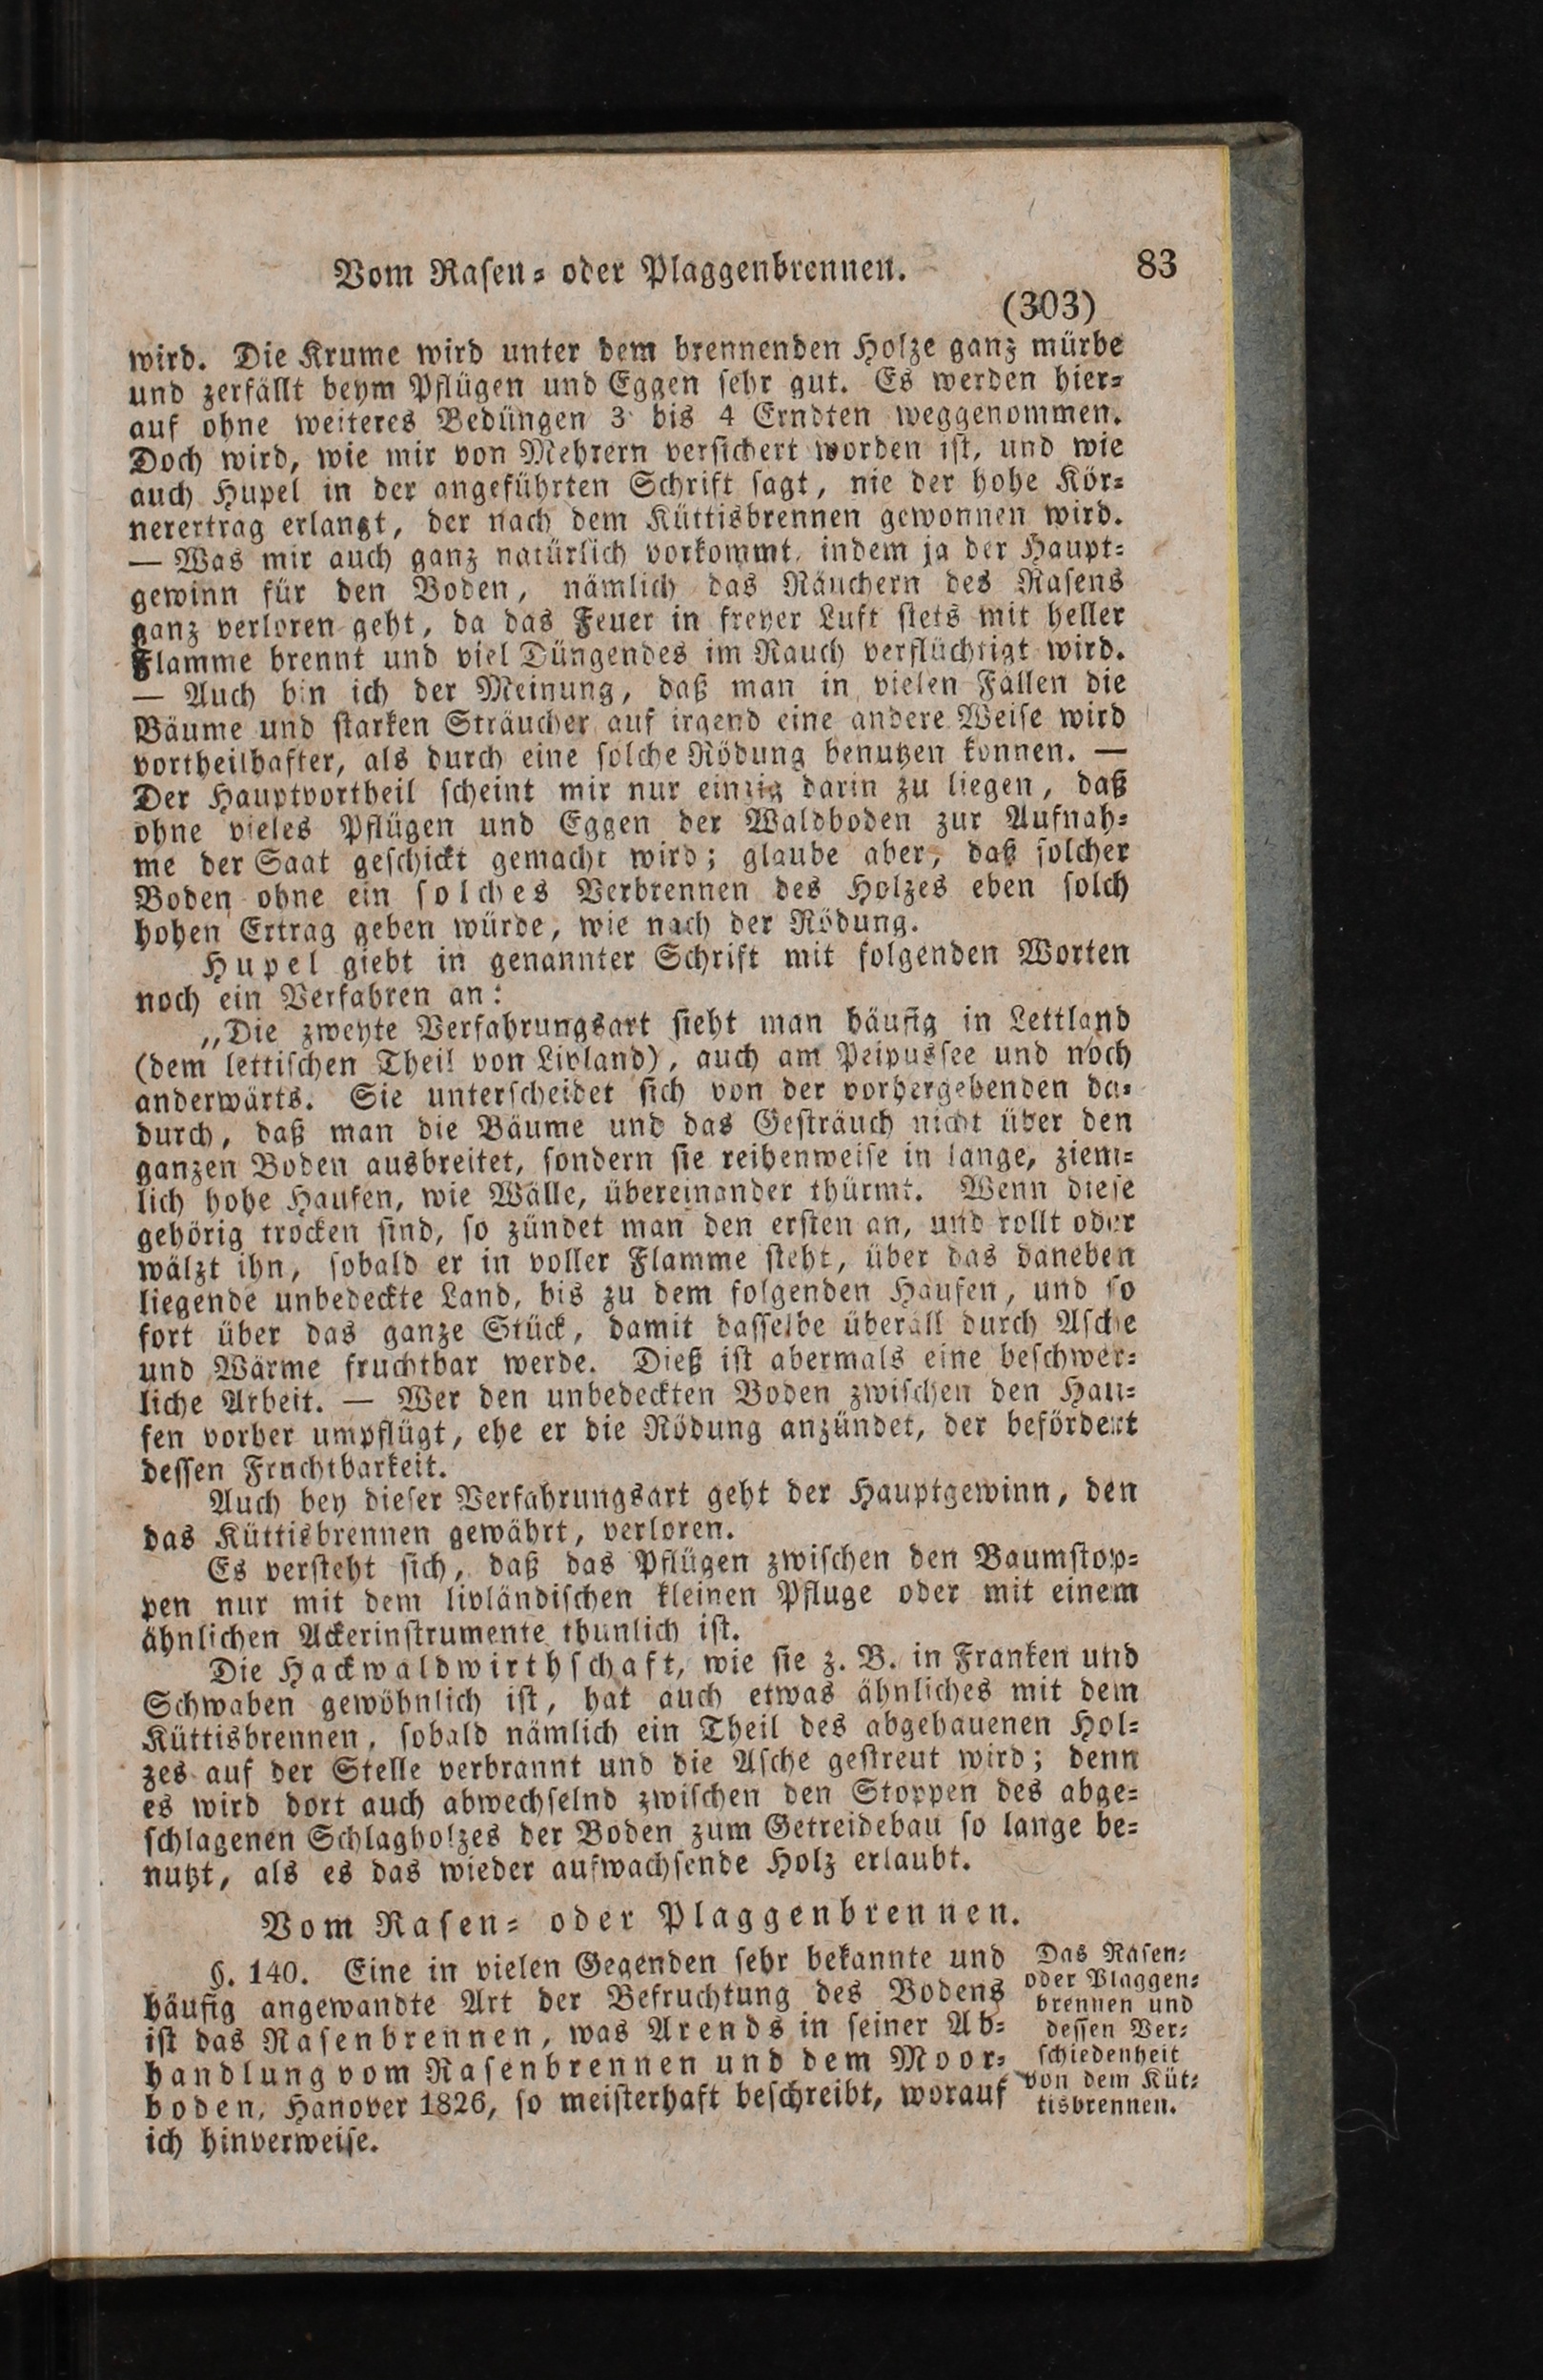 Vom Raſen⸗ oder Plaggenbrennen. 83
(303)
wird. Die Krume wird unter dem brennenden Holze ganz mürbe
und zerfällt beym Pflügen und Eggen ſehr gut. Es werden hier⸗
auf ohne weiteres Bedüngen 3 bis 4 Erndten weggenommen.
Doch wird, wie mir von Mehrern verſichert worden iſt, und wie
auch Hupel in der angeführten Schrift ſagt, nie der hohe Kör⸗
nerertrag erlangt, der nach dem Küttisbrennen gewonnen wird.
— Was mir auch ganz natürlich vorkommt, indem ja der Haupt⸗
gewinn für den Boden, nämlich das Räuchern des Raſens
ganz verloren geht, da das Feuer in freyer Luft ſtets mit heller
Flamme brennt und viel Düngendes im Rauch verflüchtigt wird.
— Auch bin ich der Meinung, daß man in vielen Fällen die
Bäume und ſtarken Sträucher auf irgend eine andere Weiſe wird
vortheilhafter, als durch eine ſolche Rödung benutzen können. —
Der Hauptvortheil ſcheint mir nur einzig darin zu liegen, daß
ohne vieles Pflügen und Eggen der Waldboden zur Aufnah⸗
me der Saat geſchickt gemacht wird; glaube aber, daß ſolcher
Boden ohne ein ſolches Verbrennen des Holzes eben ſolch
hohen Ertrag geben würde, wie nach der Rödung.
Hupel giebt in genannter Schrift mit folgenden Worten
noch ein Verfahren an:
„Die zweyte Verfahrungsart ſieht man häufig in Lettland
(dem lettiſchen Theil von Livland), auch am Peipusſee und noch
anderwärts. Sie unterſcheidet ſich von der vorhergehenden da⸗
durch, daß man die Bäume und das Geſträuch nicht über den
ganzen Boden ausbreitet, ſondern ſie reihenweiſe in lange, ziem⸗
lich hohe Haufen, wie Wälle, übereinander thürmt. Wenn dieſe
gehörig trocken ſind, ſo zündet man den erſten an, und rollt oder
wälzt ihn, ſobald er in voller Flamme ſteht, über das daneben
liegende unbedeckte Land, bis zu dem folgenden Haufen, und ſo
fort über das ganze Stück, damit daſſelbe überall durch Aſche
und Wärme fruchtbar werde. Dieß iſt abermals eine beſchwer⸗
liche Arbeit. — Wer den unbedeckten Boden zwiſchen den Hau⸗
fen vorher umpflügt, ehe er die Rödung anzündet, der befördert
deſſen Fruchtbarkeit.
Auch bey dieſer Verfahrungsart geht der Hauptgewinn, den
das Küttisbrennen gewährt, verloren.
Es verſteht ſich, daß das Pflügen zwiſchen den Baumſtop⸗
pen nur mit dem livländiſchen kleinen Pfluge oder mit einem
ähnlichen Ackerinſtrumente thunlich iſt.
Die Hackwaldwirthſchaft, wie ſie z. B. in Franken und
Schwaben gewöhnlich iſt, hat auch etwas ähnliches mit dem
Küttisbrennen, ſobald nämlich ein Theil des abgehauenen Hol⸗
zes auf der Stelle verbrannt und die Aſche geſtreut wird; denn
es wird dort auch abwechſelnd zwiſchen den Stoppen des abge⸗
ſchlagenen Schlagholzes der Boden zum Getreidebau ſo lange be⸗
nutzt, als es das wieder aufwachſende Holz erlaubt.
Vom Raſen⸗ oder Plaggenbrennen.
§. 140. Eine in vielen Gegenden ſehr bekannte und
häufig angewandte Art der Befruchtung des Bodens
iſt das Raſenbrennen, was Arends in ſeiner Ab⸗
handlung vom Raſenbrennen und dem Moor⸗
boden, Hanover 1826, ſo meiſterhaft beſchreibt, worauf
ich hinverweiſe.
Das Raſen⸗
oder Plaggen⸗
brennen und
deſſen Ver⸗
ſchiedenheit
von dem Küt⸗
tisbrennen.